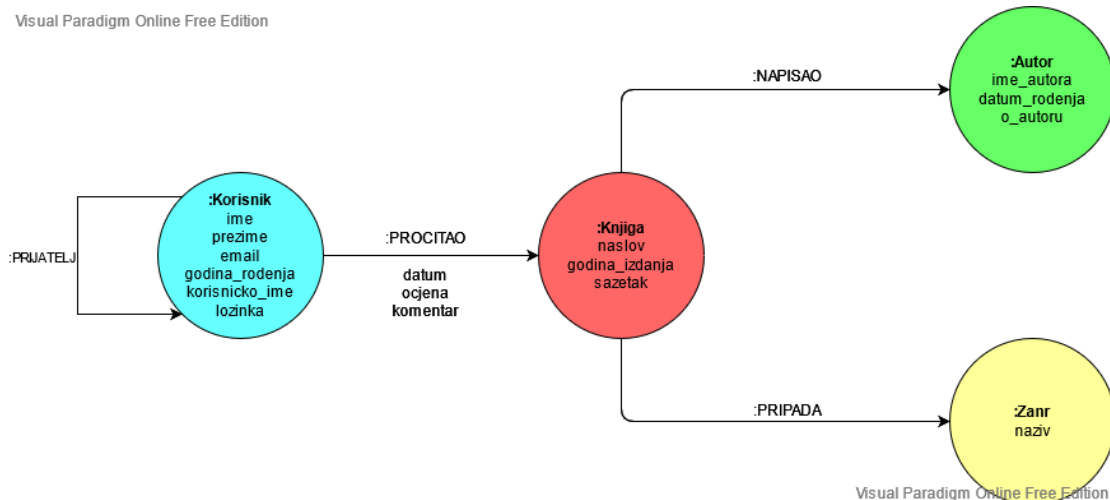 Visual Paradigm Online Free Edition
:PRIJATELJ
:Korisnik
ime
prezime
email
godina_rodenja
korisnicko_ime
lozinka
:PROCITAO
datum
ocjena
komentar
:Knjiga
naslov
godina_izdanja
sazetak
:NAPISAO
:Autor
ime_autora
datum_rodenja
o_autoru
:PRIPADA
:Zanr
naziv
Visual Paradigm Online Free Edition